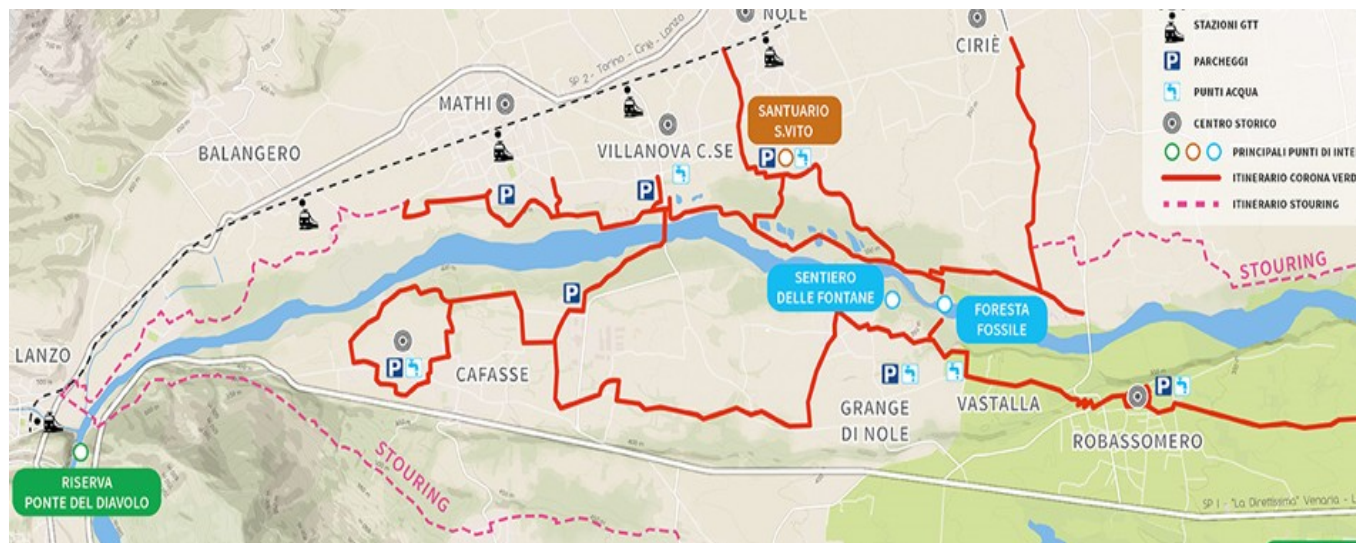 NOLE
CIRIÈ
STAZIONI GTT
P PARCHEGGI
PUNTI ACQUA
CENTRO STORICO
PRINCIPALI PUNTI DI INTE
ITINERARIO CORONA VERD
ITINERARIO STOURING
SP 2 - Torino - Ciriè - Lanzo
MATHI
SANTUARIO
S.VITO
P
BALANGERO
VILLANOVA C.SE
P
P
STOURING
SENTIERO
DELLE FONTANE
P
FORESTA
FOSSILE
LANZO
P
CAFASSE
P
VASTALLA
P
GRANGE
DI NOLE
ROBASSOMERO
STOURING
RISERVA
PONTE DEL DIAVOLO
SP 1 - "La Direttissima" Venaria - L